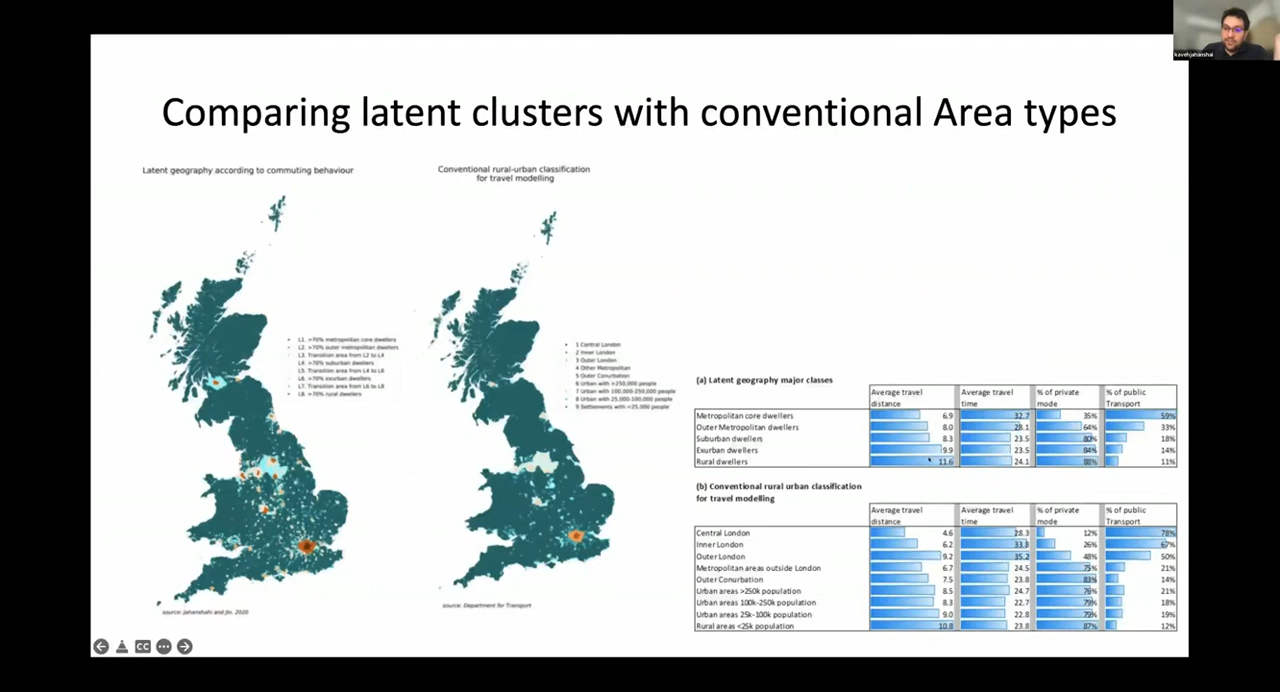 kavehjahanshai
Comparing latent clusters with conventional Area types
Latent geography according to commuting behaviour
L1. >70% metropolitan core dwellers
L2. >70% outer metropolitan dwellers
L3. Transition area from L2 to L4
L4. >70% suburban dwellers
L5. Transition area from L4 to L6
L6. >70% exurban dwellers
L7. Transition area from L6 to L8
L8. >70% rural dwellers
source: Jahanshahi and Jin, 2020
Conventional rural-urban classification
for travel modelling
1 Central London
2 Inner London
3 Outer London
4 Other Metropolitan
5 Outer Conurbation
6 Urban with >250,000 people
7 Urban with 100,000-250,000 people
8 Urban with 25,000-100,000 people
9 Settlements with <25,000 people
source: Department for Transport
(a) Latent geography major classes
Average travel distance Average travel time % of private mode % of public Transport
Metropolitan core dwellers 6.9 32.7 35% 59%
Outer Metropolitan dwellers 8.0 28.1 64% 33%
Suburban dwellers 8.3 23.5 80% 18%
Exurban dwellers 9.9 23.5 84% 14%
Rural dwellers 11.6 24.1 88% 11%
(b) Conventional rural urban classification
for travel modelling
Average travel distance Average travel time % of private mode % of public Transport
Central London 4.6 28.3 12% 78%
Inner London 6.2 33.8 26% 67%
Outer London 9.2 35.2 48% 50%
Metropolitan areas outside London 6.7 24.5 75% 21%
Outer Conurbation 7.5 23.8 83% 14%
Urban areas >250k population 8.5 24.7 76% 21%
Urban areas 100k-250k population 8.3 22.7 79% 18%
Urban areas 25k-100k population 9.0 22.8 79% 19%
Rural areas <25k population 10.8 23.8 87% 12%
CC